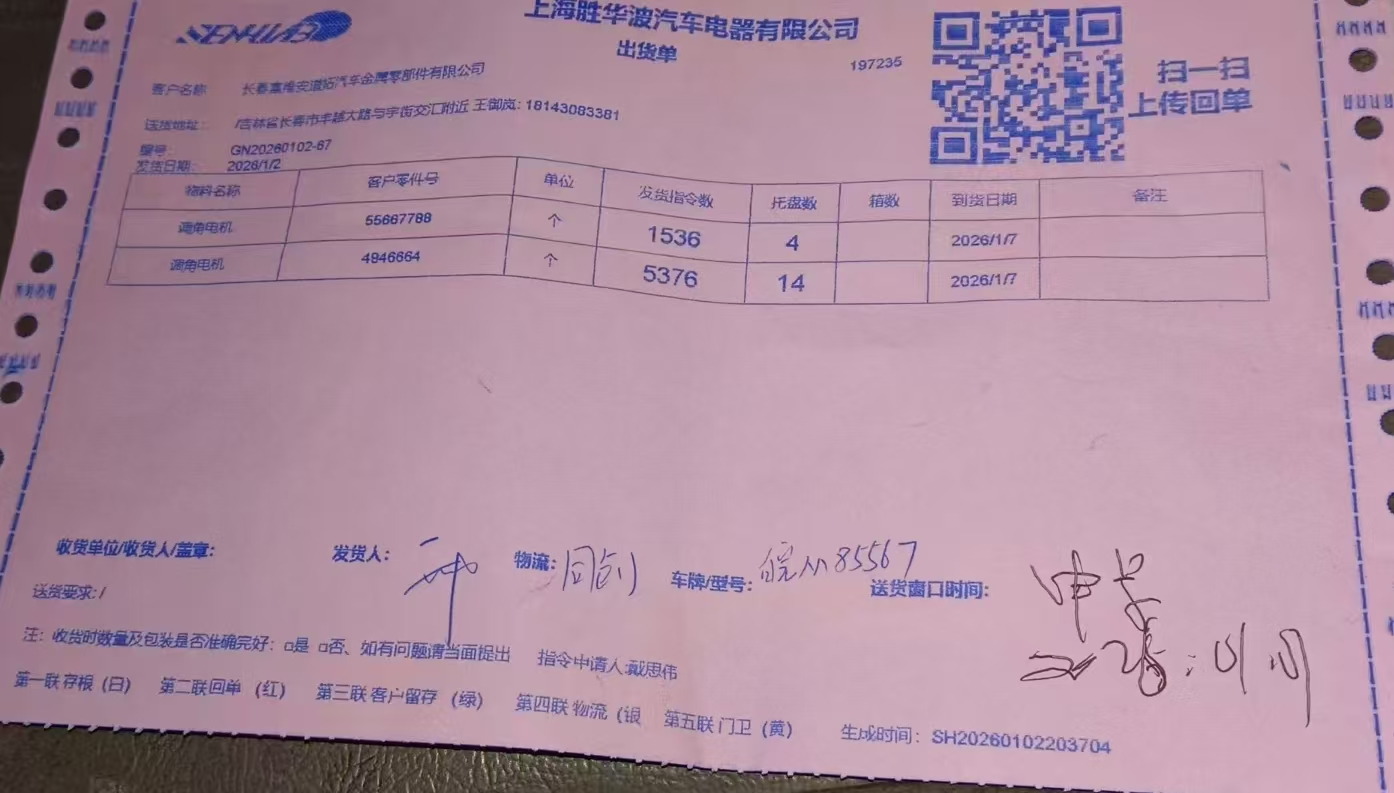 SENHUABO
上海胜华波汽车电器有限公司
出货单
197235
扫一扫
上传回单
客户名称 长春富维安道拓汽车金属零部件有限公司
送货地址: /吉林省长春市丰越大路与宇街交汇附近 王御岚: 18143083381
编号: GN20260102-67
发货日期: 2026/1/2
物料名称 客户零件号 单位 发货指令数 托盘数 箱数 到货日期 备注
调角电机 55667788 个 1536 4 2026/1/7
调角电机 4946664 个 5376 14 2026/1/7
收货单位/收货人/盖章: 发货人: 物流: 同创 车牌/型号: 皖 85567 送货窗口时间:
送货要求: /
注: 收货时数量及包装是否准确完好: □是 □否、如有问题请当面提出 指令申请人:戴思伟
第一联 存根 (白) 第二联 回单 (红) 第三联 客户留存 (绿) 第四联 物流 (银 第五联 门卫 (黄) 生成时间: SH20260102203704